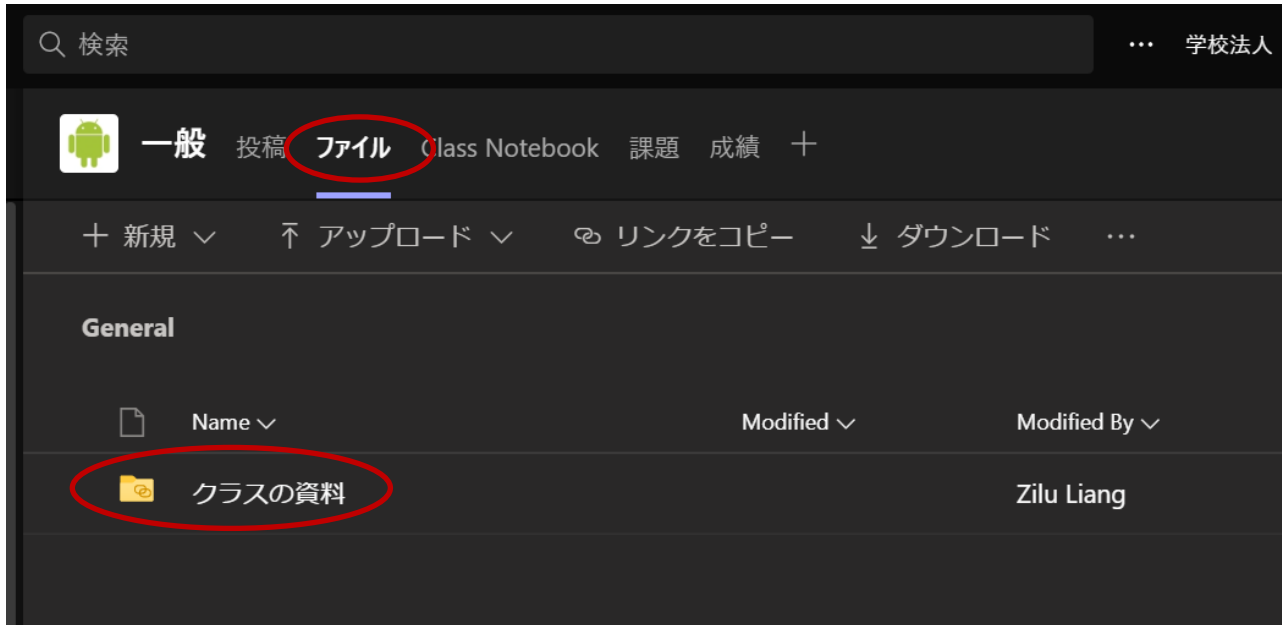 検索 … 学校法人
一般 投稿 ファイル Class Notebook 課題 成績
新規 アップロード リンクをコピー ダウンロード …
General
Name Modified Modified By
クラスの資料 Zilu Liang